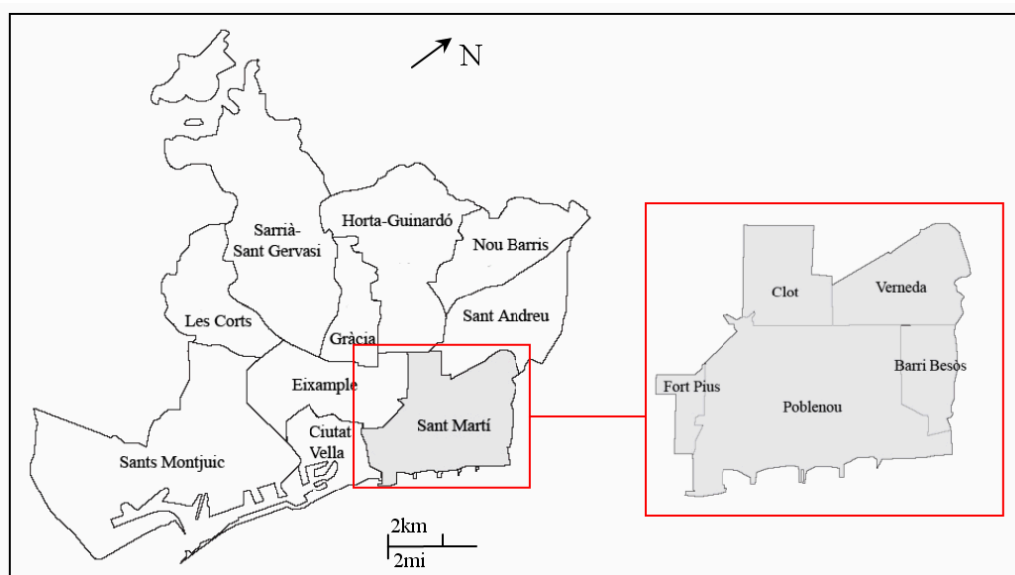 N
Horta-Guinardó
Sarrià-
Sant Gervasi
Nou Barris
Les Corts
Gràcia
Sant Andreu
Eixample
Sant Martí
Ciutat
Vella
Sants Montjuic
2km
2mi
Clot
Verneda
Fort Pius
Barri Besòs
Poblenou